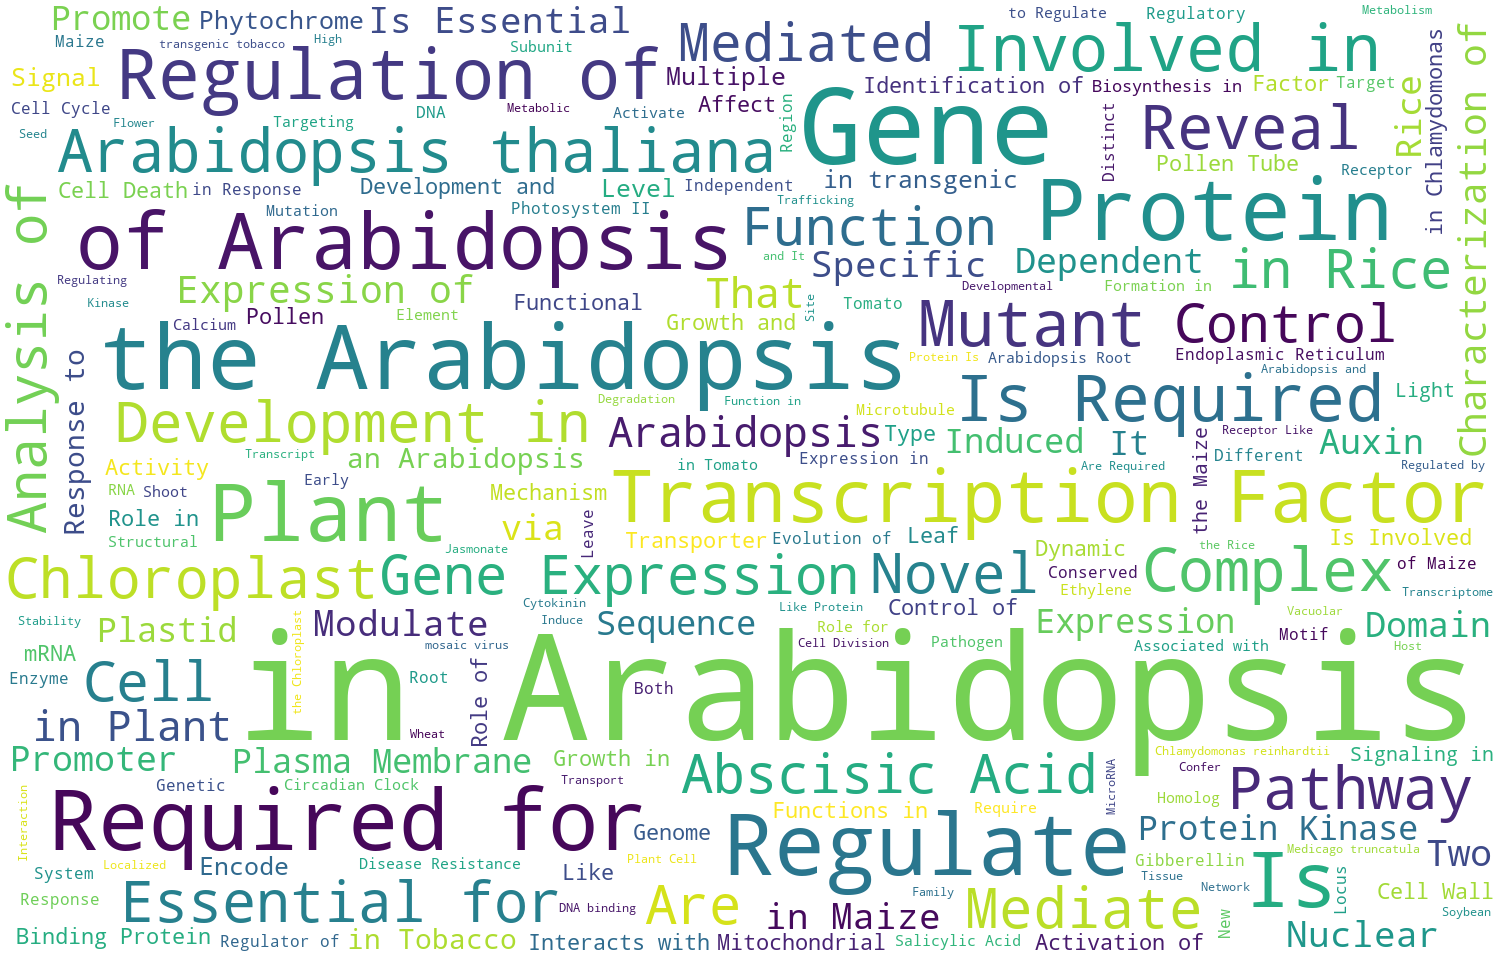 Promote
Phytochrome
Is Essential
to Regulate
Regulatory
Metabolism
Maize
transgenic tobacco
High
Subunit
Mediated
Involved in
Signal
Regulation of
Multiple
Identification of
Biosynthesis in
Factor
Target
Cell Cycle
Metabolic
DNA
Activate
Affect
Region
Gene
Distinct
Reveal
Rice
in Chlamydomonas
Characterization of
Seed
Flower
Targeting
Arabidopsis thaliana
Pollen Tube
Receptor
Cell Death
in Response
Development and
Level
Independent
in transgenic
Protein
Mutation
Photosystem II
Trafficking
Analysis of
of Arabidopsis
Function
and It
Specific
Dependent
in Rice
Regulating
Kinase
Expression of
Functional
That
Developmental
Formation in
Calcium
Pollen
Element
Growth and
Site
Tomato
Mutant
Control
Response to
the Arabidopsis
Protein Is
Arabidopsis Root
Endoplasmic Reticulum
Arabidopsis and
Degradation
Function in
Microtubule
Is Required
Light
Development in
Arabidopsis
Type
Induced
It
the Maize
Receptor Like
Auxin
Transcript
an Arabidopsis
in Tomato
Expression in
Are Required
Different
Regulated by
Activity
RNA
Shoot
Early
Plant
Mechanism
Transcription Factor
Role in
via
Leave
Structural
Jasmonate
Transporter
Evolution of
Leaf
Dynamic
the Rice
Is Involved
Chloroplast
Gene Expression
Novel
Conserved
Complex
of Maize
Ethylene
Transcriptome
Cytokinin
Like Protein
Control of
Stability
Plastid
the Chloroplast
Modulate
Induce
Sequence
Role for
Expression
Vacuolar
Motif
Domain
mRNA
mosaic virus
Cell Division
Pathogen
Associated with
Host
Enzyme
Cell
in Arabidopsis
Root
Role of
Both
in Plant
Wheat
Promoter
Plasma Membrane
Growth in
Chlamydomonas reinhardtii
Signaling in
Genetic
Circadian Clock
Transport
Abscisic Acid
MicroRNA
Confer
Pathway
Interaction
Required for
Functions in
Require
Homolog
Genome
Regulate
Protein Kinase
Localized
Encode
Disease Resistance
Plant Cell
Gibberellin
Medicago truncatula
Two
System
Like
Tissue
Is
Locus
Response
Essential for
DNA binding
Are
Family
Network
Cell Wall
in Maize
Mediate
New
Soybean
Binding Protein
Regulator of
in Tobacco
Interacts with
Mitochondrial
Salicylic Acid
Activation of
Nuclear